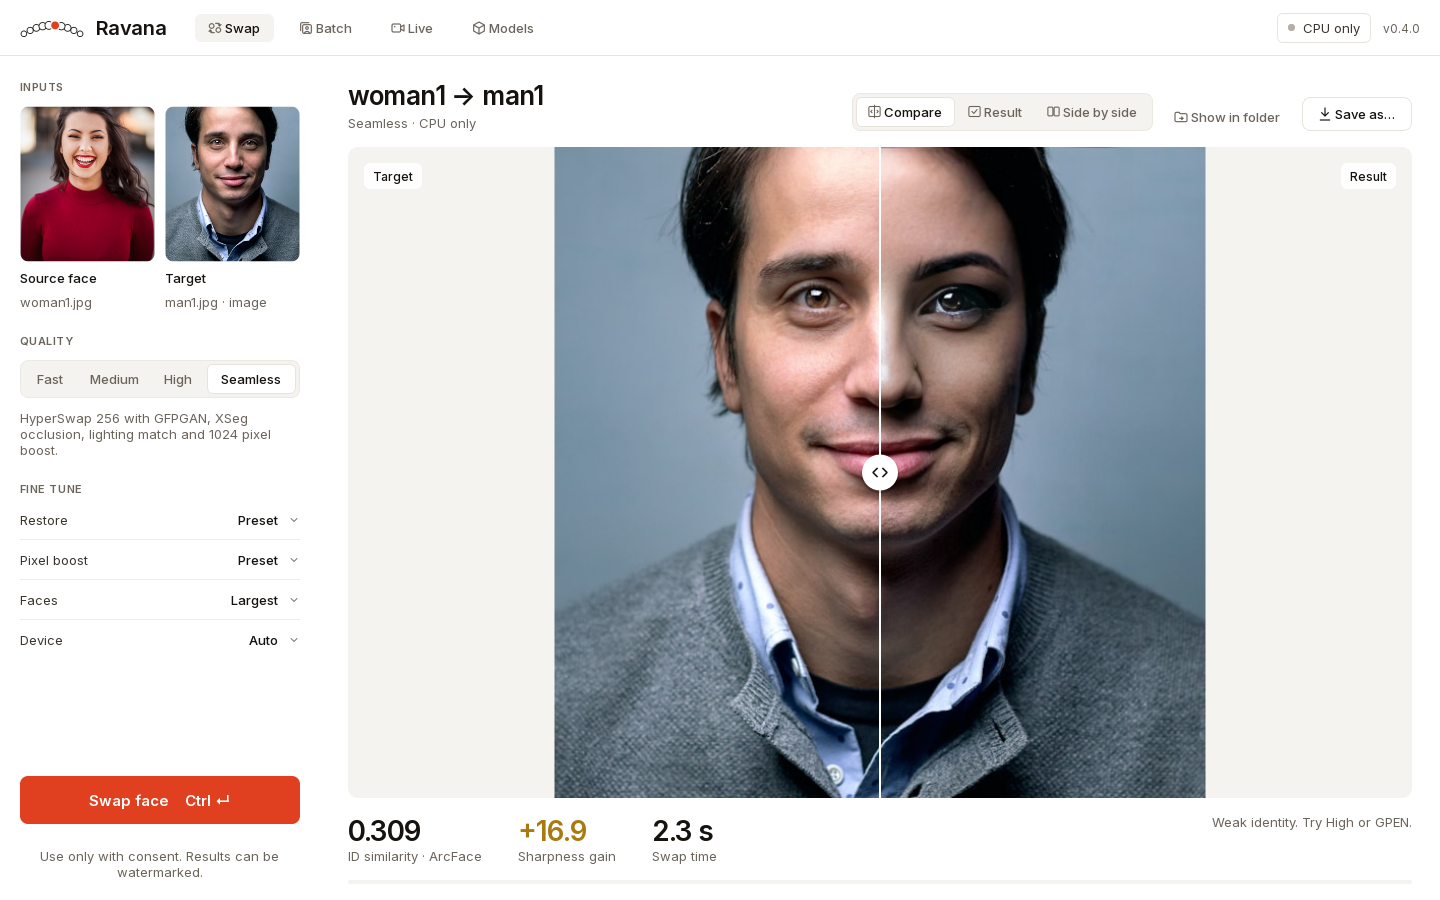 Ravana
Swap
Batch
Live
Models
CPU only
v0.4.0
INPUTS
Source face
woman1.jpg
Target
man1.jpg · image
QUALITY
Fast
Medium
High
Seamless
HyperSwap 256 with GFPGAN, XSeg
occlusion, lighting match and 1024 pixel
boost.
FINE TUNE
Restore
Preset
Pixel boost
Preset
Faces
Largest
Device
Auto
Swap face Ctrl ↵
Use only with consent. Results can be
watermarked.
woman1 → man1
Seamless · CPU only
Compare
Result
Side by side
Show in folder
Save as...
Target
Result
0.309
ID similarity · ArcFace
+16.9
Sharpness gain
2.3 s
Swap time
Weak identity. Try High or GPEN.